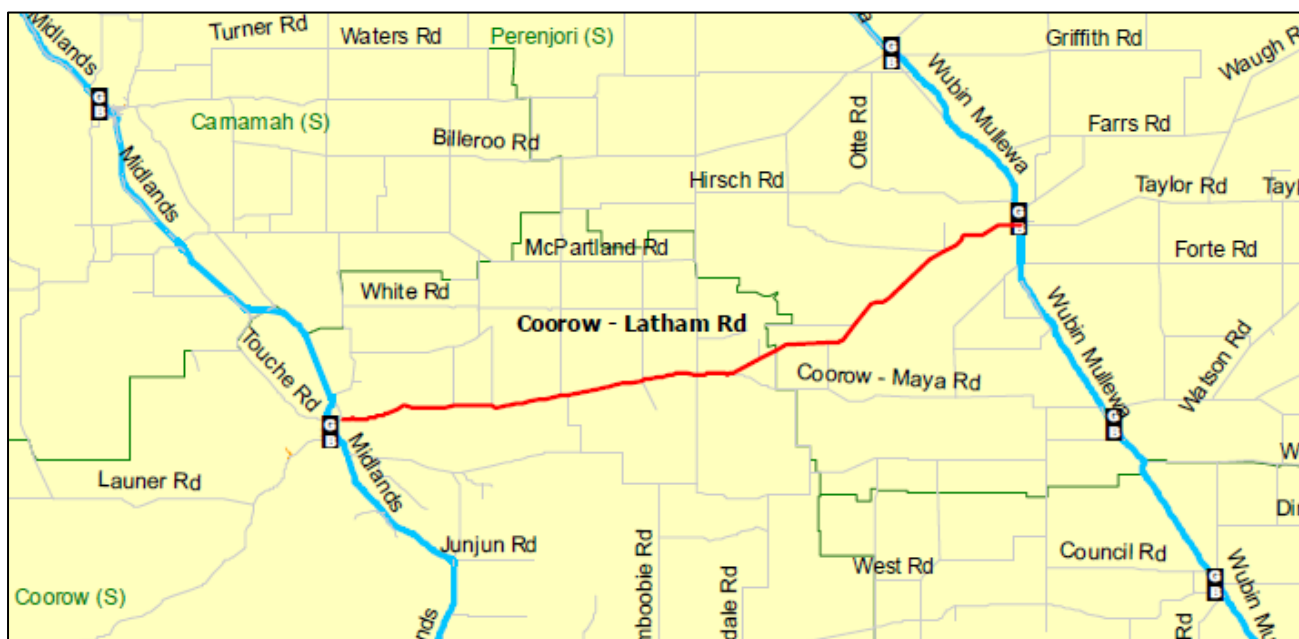 Midlands
Turner Rd
Waters Rd
Perenjori (S)
Griffith Rd
Waugh R
G
B
Wubin Mullewa
G
B
Carnamah (S)
Billeroo Rd
Otte Rd
Farrs Rd
Midlands
Hirsch Rd
Taylor Rd
Tayl
G
B
McPartland Rd
Forte Rd
White Rd
Coorow - Latham Rd
Wubin Mullewa
Touche Rd
Coorow - Maya Rd
Watson Rd
G
B
G
B
Midlands
Launer Rd
W
Din
Junjun Rd
Council Rd
West Rd
mboobie Rd
dale Rd
Coorow (S)
G
B
Wubin Mu
Rd
nds